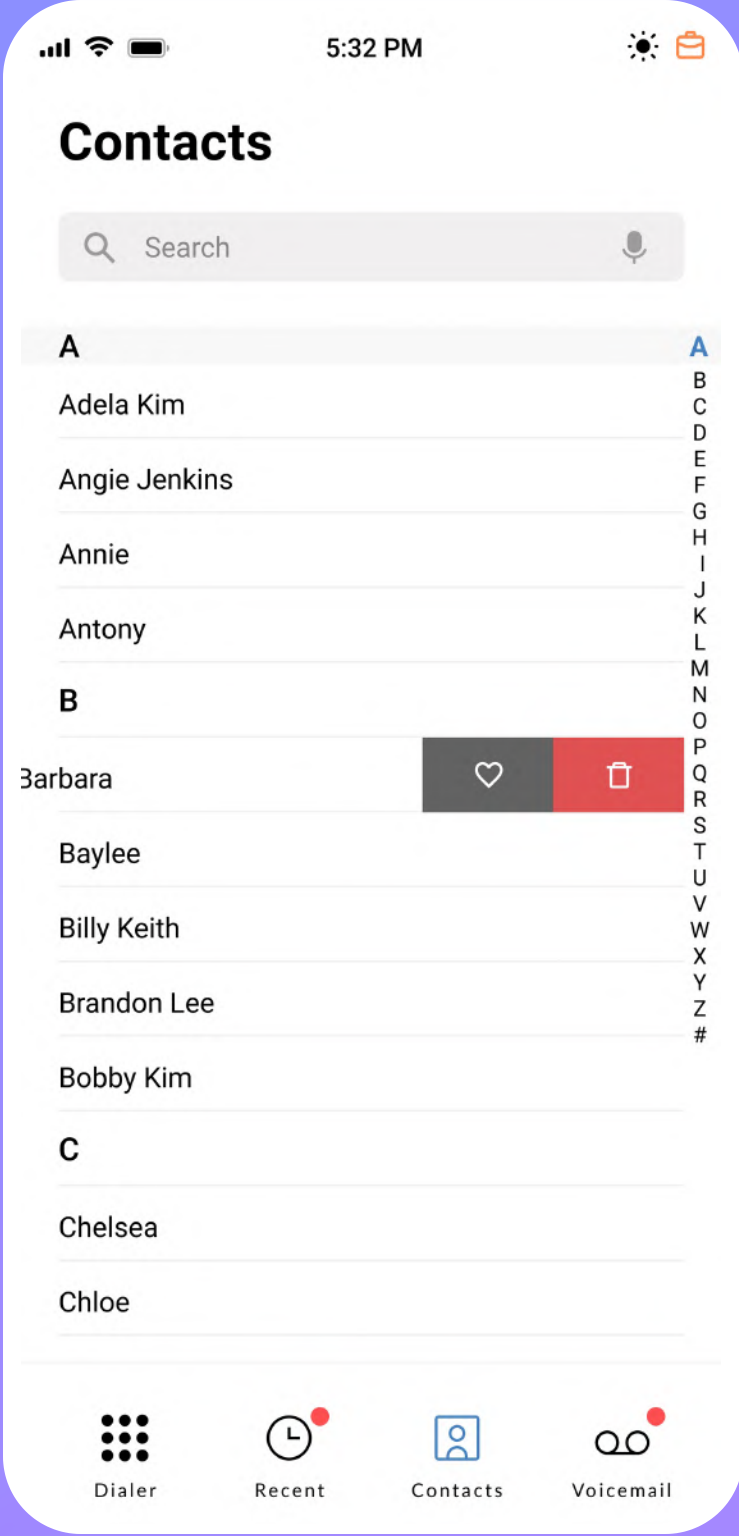 5:32 PM
Contacts
Search
A
A
Adela Kim
Angie Jenkins
Annie
Antony
B
Barbara
Baylee
Billy Keith
Brandon Lee
Bobby Kim
C
Chelsea
Chloe
B
C
D
E
F
G
H
I
J
K
L
M
N
O
P
Q
R
S
T
U
V
W
X
Y
Z
#
Dialer
Recent
Contacts
Voicemail